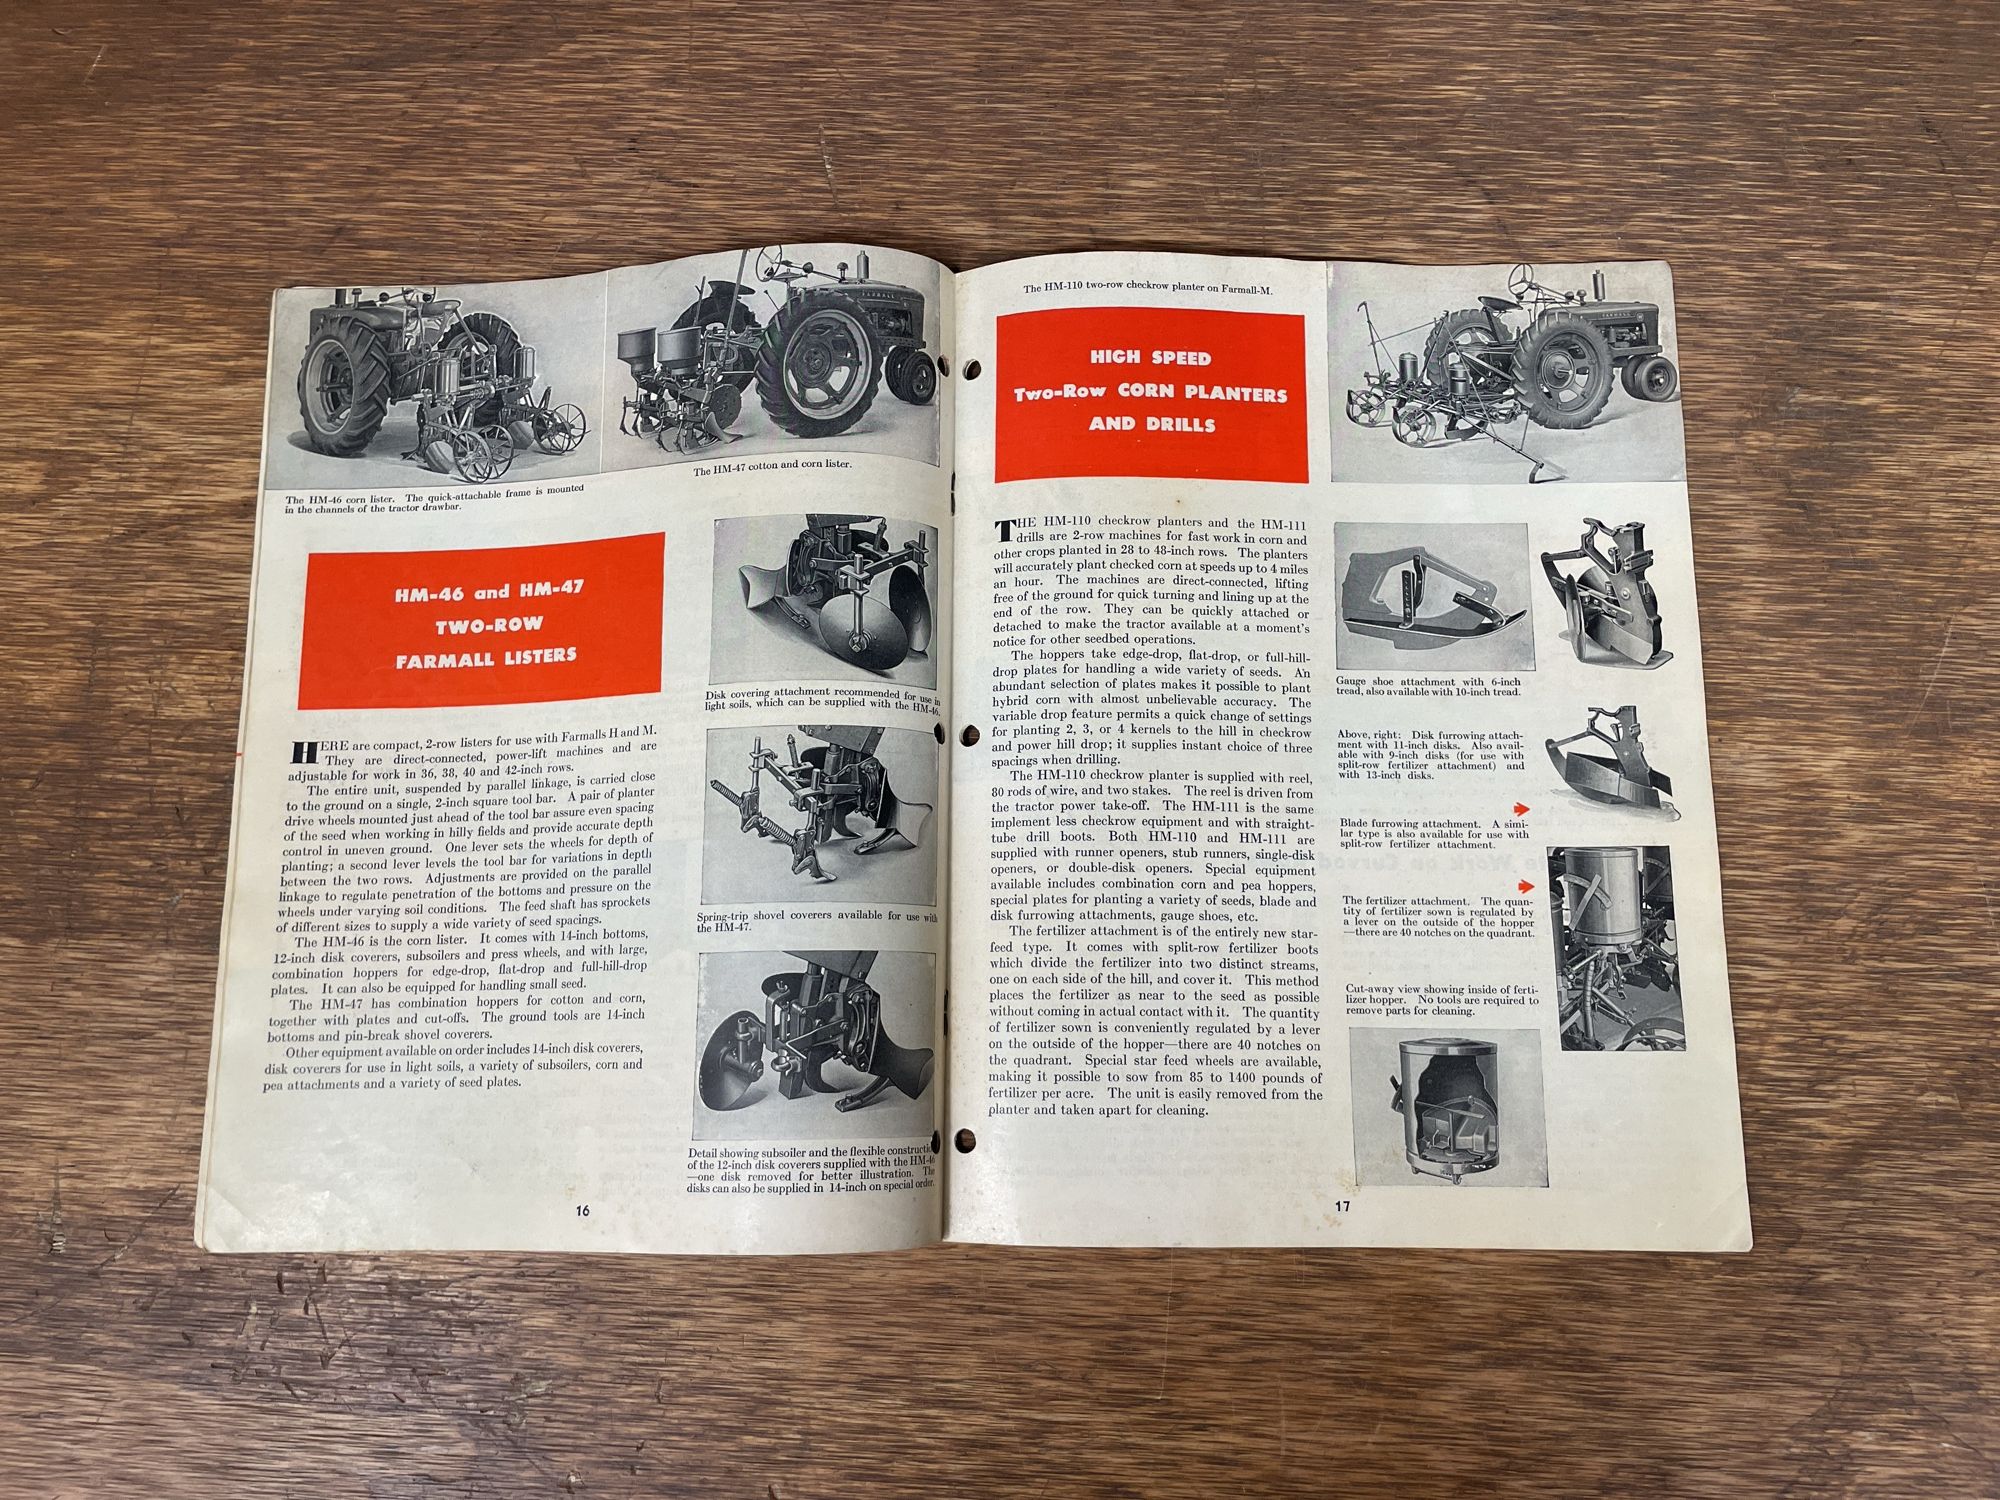 The HM-46 corn lister. The quick-attachable frame is mounted
in the channels of the tractor drawbar.
FARMALL
The HM-47 cotton and corn lister.
HM-46 and HM-47
TWO-ROW
FARMALL LISTERS
HERE are compact, 2-row listers for use with Farmalls H and M.
They are direct-connected, power-lift machines and are
adjustable for work in 36, 38, 40 and 42-inch rows.
The entire unit, suspended by parallel linkage, is carried close
to the ground on a single, 2-inch square tool bar. A pair of planter
drive wheels mounted just ahead of the tool bar assure even spacing
of the seed when working in hilly fields and provide accurate depth
control in uneven ground. One lever sets the wheels for depth of
planting; a second lever levels the tool bar for variations in depth
between the two rows. Adjustments are provided on the parallel
linkage to regulate penetration of the bottoms and pressure on the
wheels under varying soil conditions. The feed shaft has sprockets
of different sizes to supply a wide variety of seed spacings.
The HM-46 is the corn lister. It comes with 14-inch bottoms,
12-inch disk coverers, subsoilers and press wheels, and with large,
combination hoppers for edge-drop, flat-drop and full-hill-drop
plates. It can also be equipped for handling small seed.
The HM-47 has combination hoppers for cotton and corn,
together with plates and cut-offs. The ground tools are 14-inch
bottoms and pin-break shovel coverers.
Other equipment available on order includes 14-inch disk coverers,
disk coverers for use in light soils, a variety of subsoilers, corn and
pea attachments and a variety of seed plates.
Disk covering attachment recommended for use in
light soils, which can be supplied with the HM-46.
Spring-trip shovel coverers available for use with
the HM-47.
Detail showing subsoiler and the flexible constructi
of the 12-inch disk coverers supplied with the HM-46
—one disk removed for better illustration. The
disks can also be supplied in 14-inch on special order.
16
The HM-110 two-row checkrow planter on Farmall-M.
HIGH SPEED
Two-Row CORN PLANTERS
AND DRILLS
FARMALL
THE HM-110 checkrow planters and the HM-111
drills are 2-row machines for fast work in corn and
other crops planted in 28 to 48-inch rows. The planters
will accurately plant checked corn at speeds up to 4 miles
an hour. The machines are direct-connected, lifting
free of the ground for quick turning and lining up at the
end of the row. They can be quickly attached or
detached to make the tractor available at a moment's
notice for other seedbed operations.
The hoppers take edge-drop, flat-drop, or full-hill-
drop plates for handling a wide variety of seeds. An
abundant selection of plates makes it possible to plant
hybrid corn with almost unbelievable accuracy. The
variable drop feature permits a quick change of settings
for planting 2, 3, or 4 kernels to the hill in checkrow
and power hill drop; it supplies instant choice of three
spacings when drilling.
The HM-110 checkrow planter is supplied with reel,
80 rods of wire, and two stakes. The reel is driven from
the tractor power take-off. The HM-111 is the same
implement less checkrow equipment and with straight-
tube drill boots. Both HM-110 and HM-111 are
supplied with runner openers, stub runners, single-disk
openers, or double-disk openers. Special equipment
available includes combination corn and pea hoppers,
special plates for planting a variety of seeds, blade and
disk furrowing attachments, gauge shoes, etc.
The fertilizer attachment is of the entirely new star-
feed type. It comes with split-row fertilizer boots
which divide the fertilizer into two distinct streams,
one on each side of the hill, and cover it. This method
places the fertilizer as near to the seed as possible
without coming in actual contact with it. The quantity
of fertilizer sown is conveniently regulated by a lever
on the outside of the hopper—there are 40 notches on
the quadrant. Special star feed wheels are available,
making it possible to sow from 85 to 1400 pounds of
fertilizer per acre. The unit is easily removed from the
planter and taken apart for cleaning.
Gauge shoe attachment with 6-inch
tread, also available with 10-inch tread.
Above, right: Disk furrowing attach-
ment with 11-inch disks. Also avail-
able with 9-inch disks (for use with
split-row fertilizer attachment) and
with 13-inch disks.
Blade furrowing attachment. A simi-
lar type is also available for use with
split-row fertilizer attachment.
The fertilizer attachment. The quan-
tity of fertilizer sown is regulated by
a lever on the outside of the hopper
—there are 40 notches on the quadrant.
Cut-away view showing inside of ferti-
lizer hopper. No tools are required to
remove parts for cleaning.
17